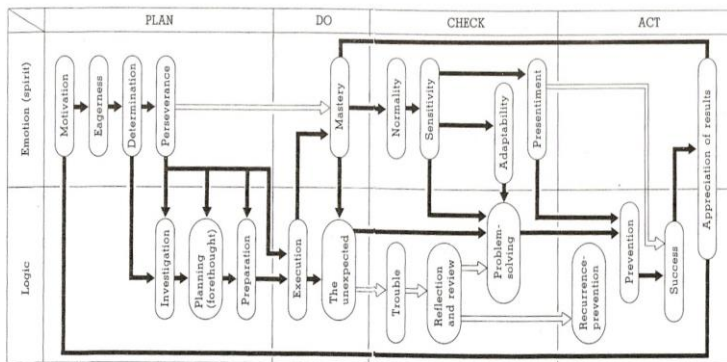 PLAN
DO
CHECK
ACT
Emotion (spirit)
Motivation
Eagerness
Determination
Perseverance
Mastery
Normality
Sensitivity
Adaptability
Presentiment
Appreciation of results
Logic
Investigation
Planning
(forethought)
Preparation
Execution
The
unexpected
Trouble
Reflection
and review
Problem-
solving
Recurrence-
prevention
Prevention
Success